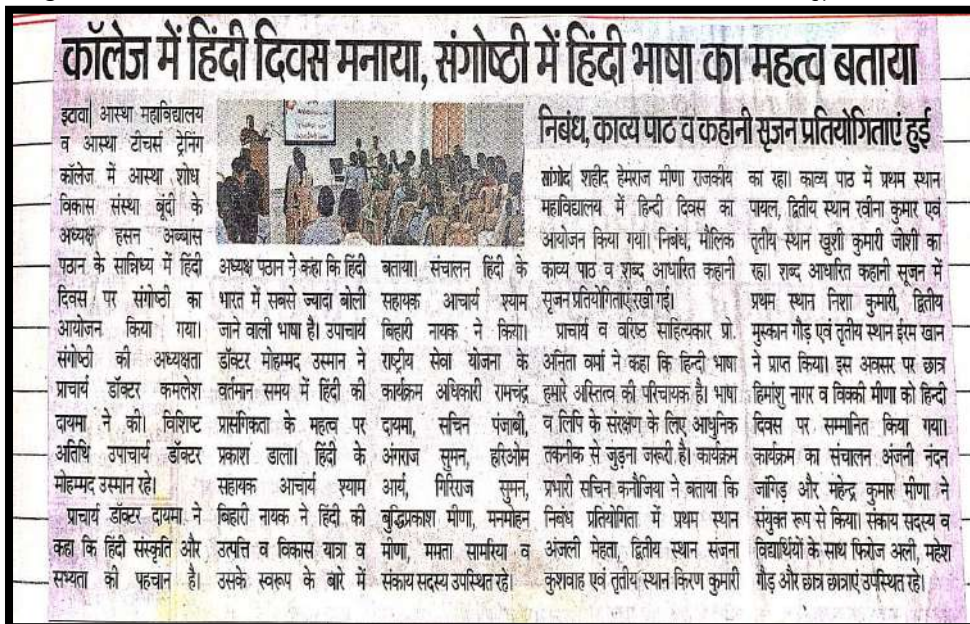 कॉलेज में हिंदी दिवस मनाया, संगोष्ठी में हिंदी भाषा का महत्व बताया
इटावा| आस्था महाविद्यालय
व आस्था टीचर्स ट्रेनिंग
कॉलेज में आस्था शोध
विकास संस्था बूंदी के
अध्यक्ष हसन अब्बास
पठान के सान्निध्य में हिंदी
दिवस पर संगोष्ठी का
आयोजन किया गया।
संगोष्ठी की अध्यक्षता
प्राचार्य डॉक्टर कमलेश
दायमा ने की। विशिष्ट
अतिथि उपाचार्य डॉक्टर
मोहम्मद उस्मान रहे।
प्राचार्य डॉक्टर दायमा ने
कहा कि हिंदी संस्कृति और
सभ्यता की पहचान है।
अध्यक्ष पठान ने कहा कि हिंदी
भारत में सबसे ज्यादा बोली
जाने वाली भाषा है। उपाचार्य
डॉक्टर मोहम्मद उस्मान ने
वर्तमान समय में हिंदी की
प्रासंगिकता के महत्व पर
प्रकाश डाला। हिंदी के
सहायक आचार्य श्याम
बिहारी नायक ने हिंदी की
उत्पत्ति व विकास यात्रा व
उसके स्वरूप के बारे में
बताया। संचालन हिंदी के
सहायक आचार्य श्याम
बिहारी नायक ने किया।
राष्ट्रीय सेवा योजना के
कार्यक्रम अधिकारी रामचंद्र
दायमा, सचिन पंजाबी,
अंगराज सुमन, हरिओम
आर्य, गिरिराज सुमन,
बुद्धिप्रकाश मीणा, मनमोहन
मीणा, ममता सामरिया व
संकाय सदस्य उपस्थित रहे।
निबंध, काव्य पाठ व कहानी सृजन प्रतियोगिताएं हुई
सांगोद| शहीद हेमराज मीणा राजकीय
महाविद्यालय में हिन्दी दिवस का
आयोजन किया गया। निबंध, मौलिक
काव्य पाठ व शब्द आधारित कहानी
सृजन प्रतियोगिताएं रखी गई।
प्राचार्य व वरिष्ठ साहित्यकार प्रो.
अनिता वर्मा ने कहा कि हिन्दी भाषा
हमारे अस्तित्व की परिचायक है। भाषा
व लिपि के संरक्षण के लिए आधुनिक
तकनीक से जुड़ना जरूरी है। कार्यक्रम
प्रभारी सचिन कनौजिया ने बताया कि
निबंध प्रतियोगिता में प्रथम स्थान
अंजली मेहता, द्वितीय स्थान संजना
कुशवाह एवं तृतीय स्थान किरण कुमारी
का रहा। काव्य पाठ में प्रथम स्थान
पायल, द्वितीय स्थान रवीना कुमार एवं
तृतीय स्थान खुशी कुमारी जोशी का
रहा। शब्द आधारित कहानी सृजन में
प्रथम स्थान निशा कुमारी, द्वितीय
मुस्कान गौड़ एवं तृतीय स्थान ईरम खान
ने प्राप्त किया। इस अवसर पर छात्र
हिमांशु नागर व विक्की मीणा को हिन्दी
दिवस पर सम्मानित किया गया।
कार्यक्रम का संचालन अंजनी नंदन
जांगिड़ और महेन्द्र कुमार मीणा ने
संयुक्त रूप से किया। संकाय सदस्य व
विद्यार्थियों के साथ फिरोज अली, महेश
गौड़ और छात्र छात्राएं उपस्थित रहे।